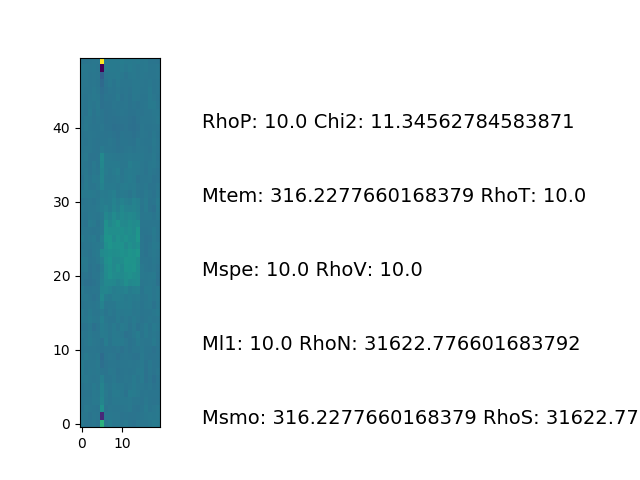 40
RhoP: 10.0 Chi2: 11.34562784583871
30
Mtem: 316.2277660168379 RhoT: 10.0
20
Mspe: 10.0 RhoV: 10.0
10
Ml1: 10.0 RhoN: 31622.776601683792
0
Msmo: 316.2277660168379 RhoS: 31622.77
0 10